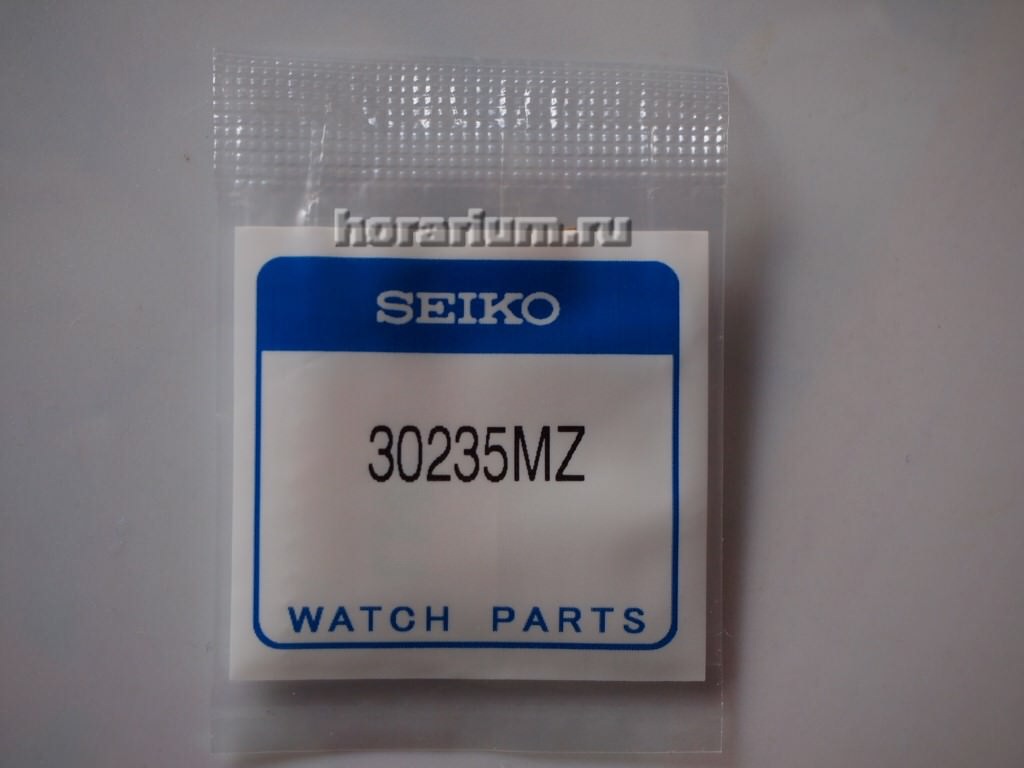 horarium.ru
SEIKO
30235MZ
WATCH PARTS